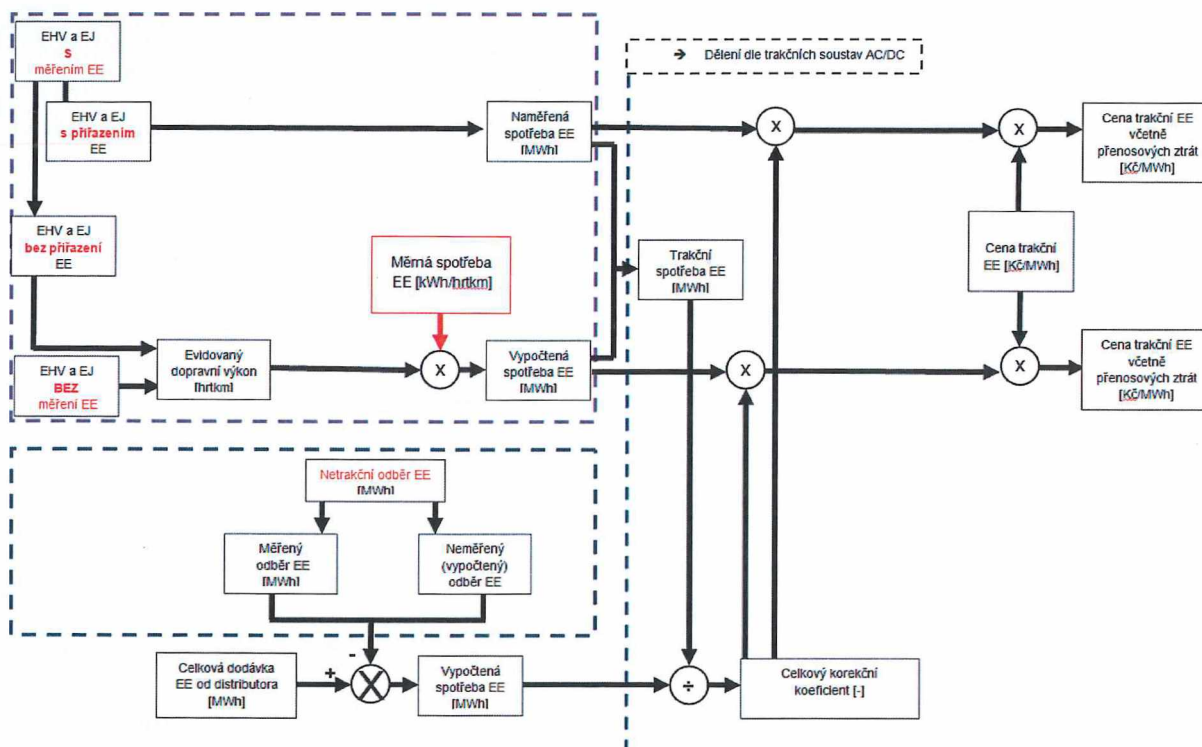 EHV a EJ
S
měřením EE
➔ Dělení dle trakčních soustav AC/DC
EHV a EJ
s přiřazením
EE
Naměřená
spotřeba EE
[MWh]
X
X
Cena trakční EE
včetně
přenosových ztrát
[Kč/MWh]
EHV a EJ
bez přiřazení
EE
Měrná spotřeba
EE [kWh/hrtkm]
Trakční
spotřeba EE
[MWh]
Cena trakční
EE [Kč/MWh]
EHV a EJ
BEZ
měření EE
Evidovaný
dopravní výkon
[hrtkm]
X
Vypočtená
spotřeba EE
[MWh]
X
X
Cena trakční EE
včetně
přenosových ztrát
[Kč/MWh]
Netrakční odběr EE
[MWh]
Měřený
odběr EE
[MWh]
Neměřený
(vypočtený)
odběr EE
Celková dodávka
EE od distributora
[MWh]
+
-
X
Vypočtená
spotřeba EE
[MWh]
÷
Celkový korekční
koeficient [-]